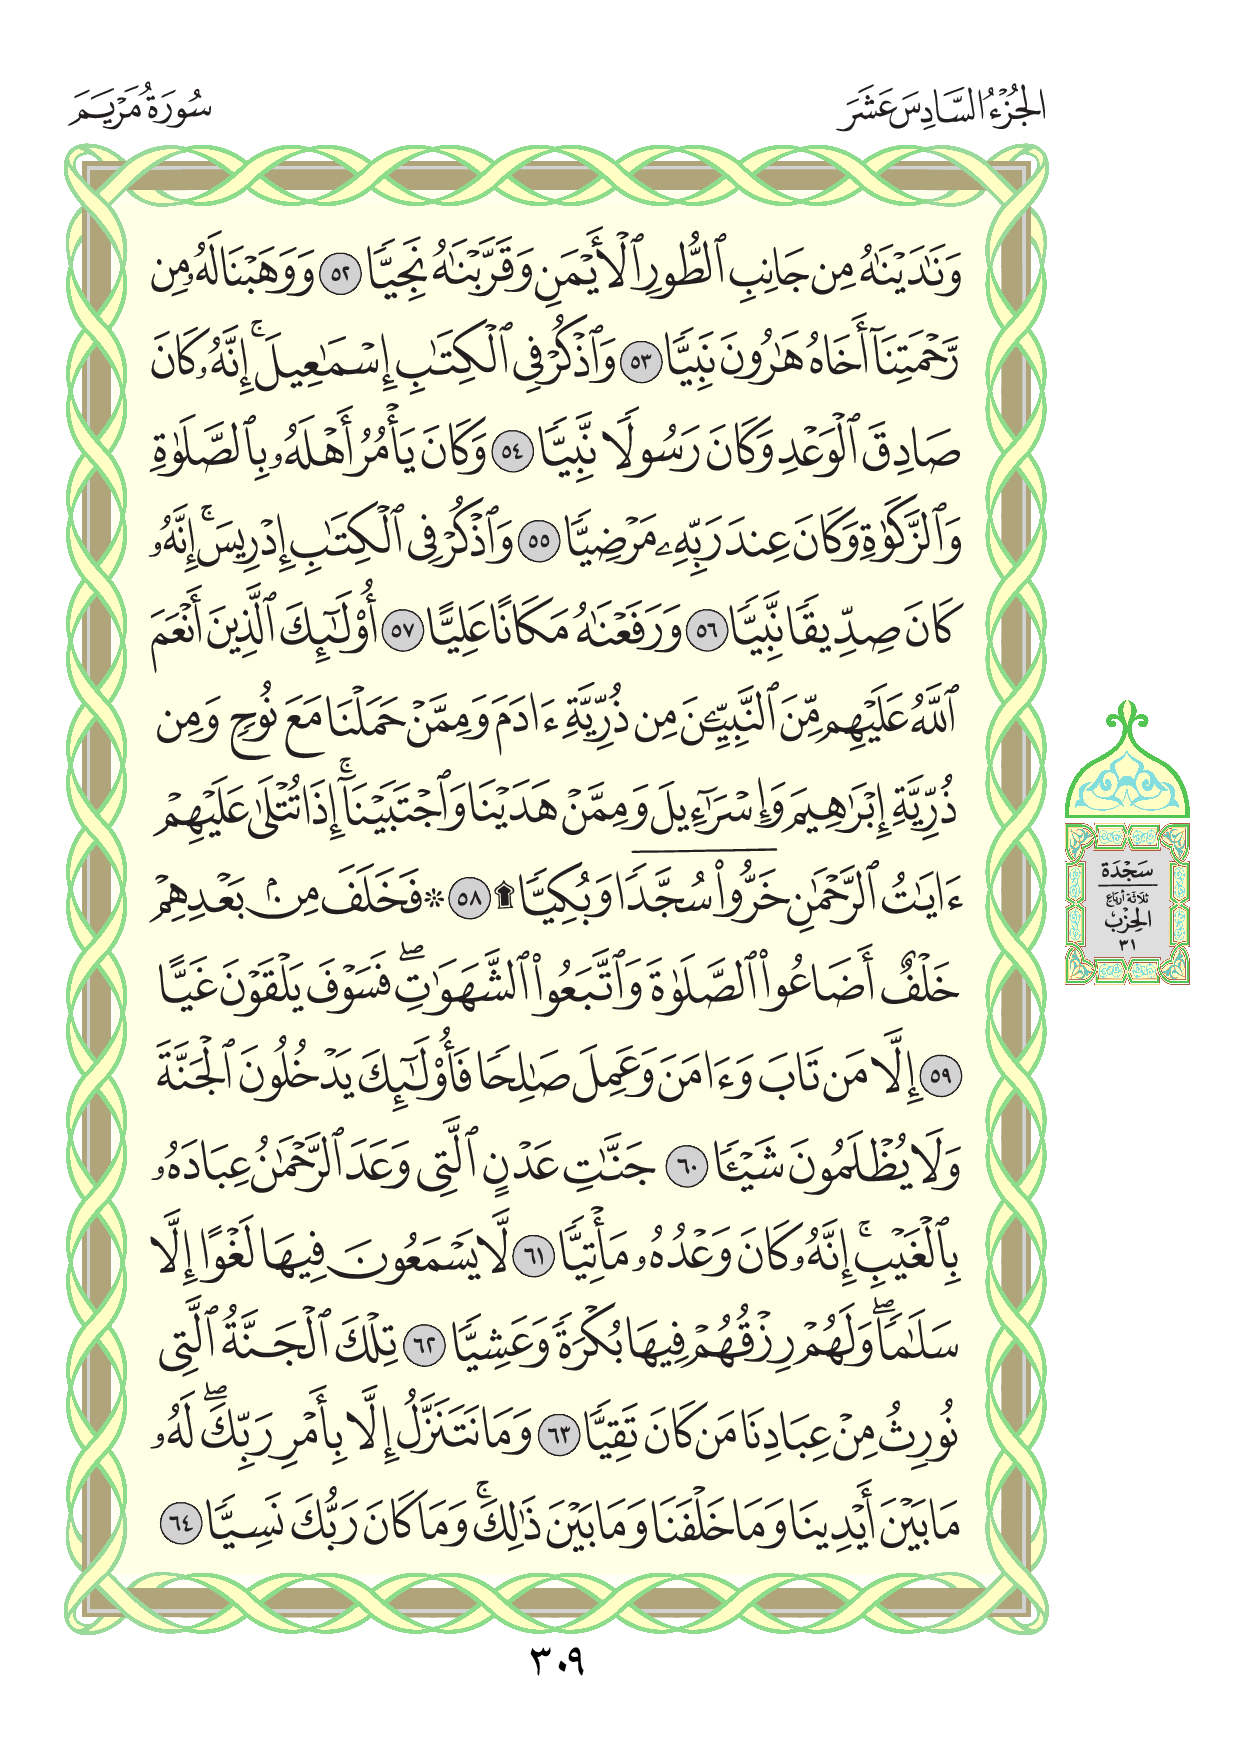 الجُزْءُ السَّادِسَ عَشَرَ
سُورَةُ مَرْيَمَ
وَنَٰدَيْنَٰهُ مِن جَانِبِ ٱلطُّورِ ٱلْأَيْمَنِ وَقَرَّبْنَٰهُ نَجِيًّا ٥٢ وَوَهَبْنَا لَهُۥ مِن
رَّحْمَتِنَآ أَخَاهُ هَٰرُونَ نَبِيًّا ٥٣ وَٱذْكُرْ فِى ٱلْكِتَٰبِ إِسْمَٰعِيلَۚ إِنَّهُۥ كَانَ
صَادِقَ ٱلْوَعْدِ وَكَانَ رَسُولًا نَّبِيًّا ٥٤ وَكَانَ يَأْمُرُ أَهْلَهُۥ بِٱلصَّلَوٰةِ
وَٱلزَّكَوٰةِ وَكَانَ عِندَ رَبِّهِۦ مَرْضِيًّا ٥٥ وَٱذْكُرْ فِى ٱلْكِتَٰبِ إِدْرِيسَۚ إِنَّهُۥ
كَانَ صِدِّيقًا نَّبِيًّا ٥٦ وَرَفَعْنَٰهُ مَكَانًا عَلِيًّا ٥٧ أُو۟لَٰٓئِكَ ٱلَّذِينَ أَنْعَمَ
ٱللَّهُ عَلَيْهِم مِّنَ ٱلنَّبِيِّۦنَ مِن ذُرِّيَّةِ ءَادَمَ وَمِمَّنْ حَمَلْنَا مَعَ نُوحٍ وَمِن
ذُرِّيَّةِ إِبْرَٰهِيمَ وَإِسْرَٰٓءِيلَ وَمِمَّنْ هَدَيْنَا وَٱجْتَبَيْنَآۚ إِذَا تُتْلَىٰ عَلَيْهِمْ
ءَايَٰتُ ٱلرَّحْمَٰنِ خَرُّوا۟ سُجَّدًا وَبُكِيًّا ۩ ٥٨ ۞ فَخَلَفَ مِنۢ بَعْدِهِمْ
خَلْفٌ أَضَاعُوا۟ ٱلصَّلَوٰةَ وَٱتَّبَعُوا۟ ٱلشَّهَوَٰتِۖ فَسَوْفَ يَلْقَوْنَ غَيًّا
٥٩ إِلَّا مَن تَابَ وَءَامَنَ وَعَمِلَ صَٰلِحًا فَأُو۟لَٰٓئِكَ يَدْخُلُونَ ٱلْجَنَّةَ
وَلَا يُظْلَمُونَ شَيْـًٔا ٦٠ جَنَّٰتِ عَدْنٍ ٱلَّتِى وَعَدَ ٱلرَّحْمَٰنُ عِبَادَهُۥ
بِٱلْغَيْبِۚ إِنَّهُۥ كَانَ وَعْدُهُۥ مَأْتِيًّا ٦١ لَّا يَسْمَعُونَ فِيهَا لَغْوًا إِلَّا
سَلَٰمًاۖ وَلَهُمْ رِزْقُهُمْ فِيهَا بُكْرَةً وَعَشِيًّا ٦٢ تِلْكَ ٱلْجَنَّةُ ٱلَّتِى
نُورِثُ مِنْ عِبَادِنَا مَن كَانَ تَقِيًّا ٦٣ وَمَا نَتَنَزَّلُ إِلَّا بِأَمْرِ رَبِّكَۖ لَهُۥ
مَا بَيْنَ أَيْدِينَا وَمَا خَلْفَنَا وَمَا بَيْنَ ذَٰلِكَۚ وَمَا كَانَ رَبُّكَ نَسِيًّا ٦٤
سَجْدَة
ثَلَاثَةُ أَرْبَاعِ
الحِزْبِ
٣١
٣٠٩